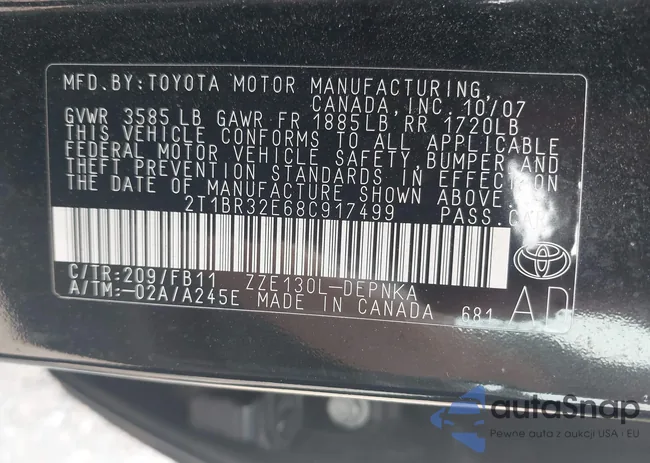 MFD. BY: TOYOTA MOTOR MANUFACTURING,
CANADA, INC. 10/07
GVWR 3585 LB GAWR FR 1885LB, RR 1720LB
THIS VEHICLE CONFORMS TO ALL APPLICABLE
FEDERAL MOTOR VEHICLE SAFETY, BUMPER AND
THEFT PREVENTION STANDARDS IN EFFECT ON
THE DATE OF MANUFACTURE SHOWN ABOVE.
2T1BR32E68C917499 PASS.
C/TR:209/FB11 ZZE130L-DEPNKA
A/TM:-02A/A245E MADE IN CANADA 681 AD
autoSnap
Pewne auta z aukcji USA i EU